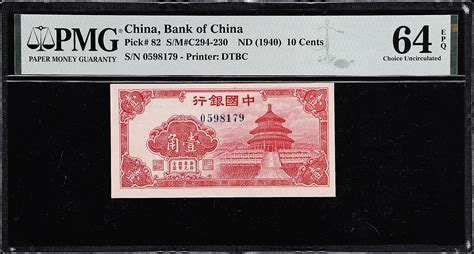 PMG
PAPER MONEY GUARANTY
China, Bank of China
Pick# 82 S/M#C294-230 ND (1940) 10 Cents
S/N 0598179 - Printer: DTBC
64 EPQ
Choice Uncirculated
行銀國中
0598179
角壹